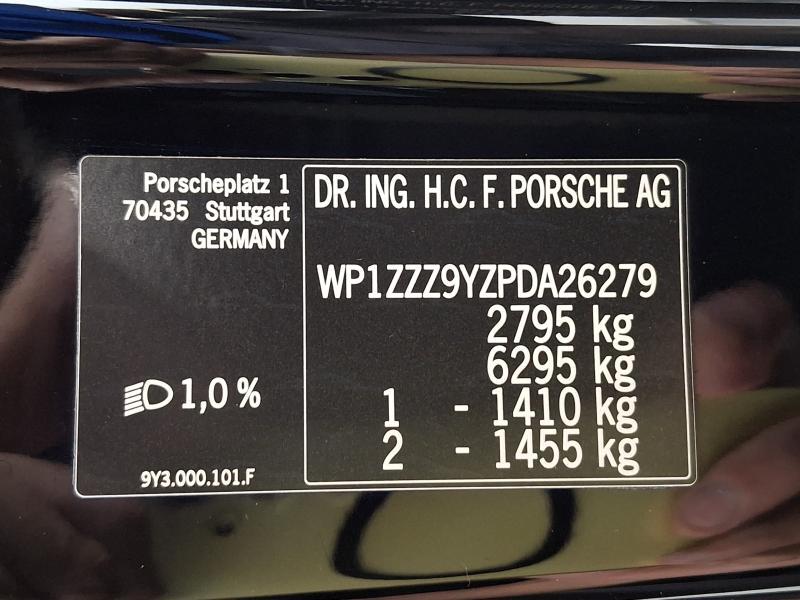 Porscheplatz 1
70435 Stuttgart
GERMANY
1,0 %
9Y3.000.101.F
DR. ING. H.C. F. PORSCHE AG
WP1ZZZ9YZPDA26279
2795 kg
6295 kg
1 - 1410 kg
2 - 1455 kg